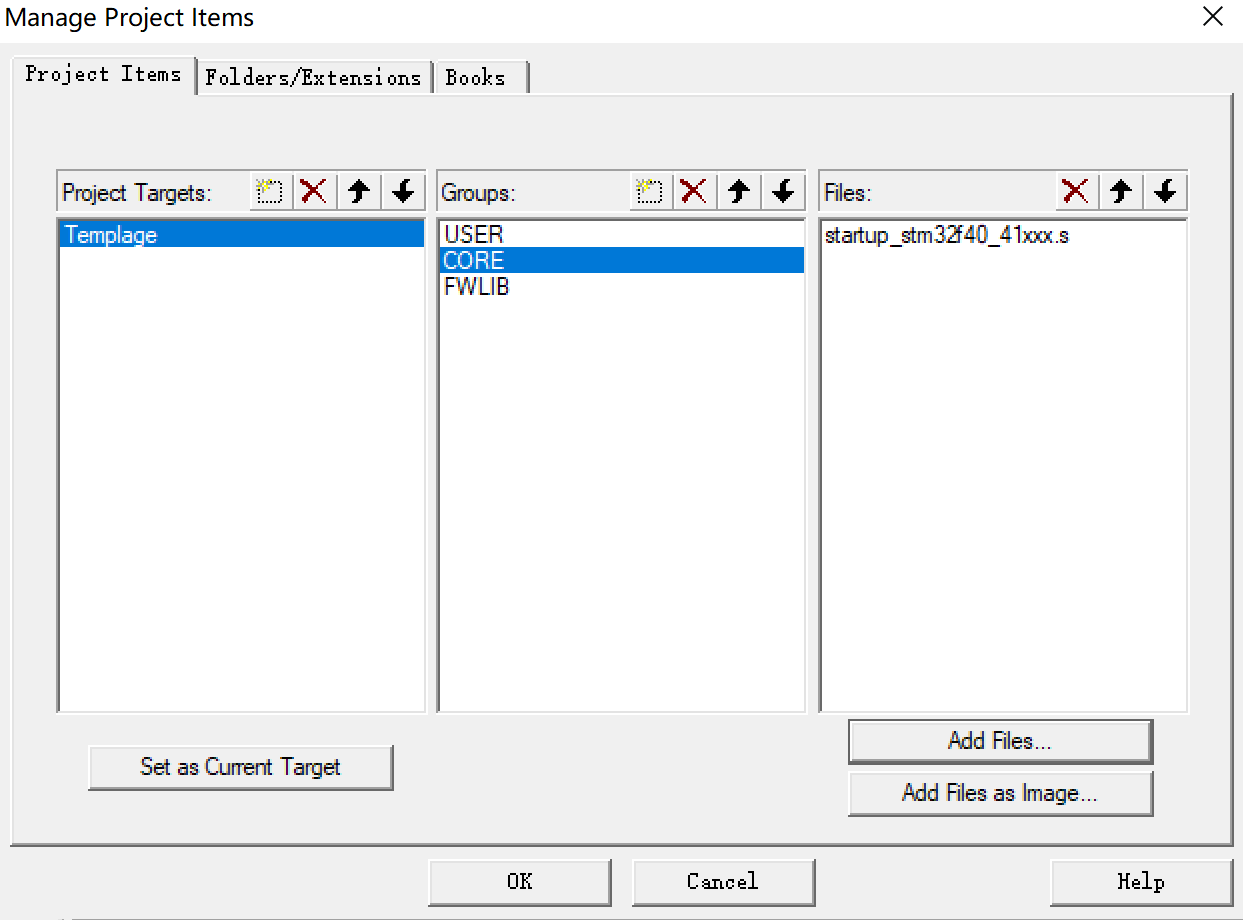 Manage Project Items
Project Items Folders/Extensions Books
Project Targets: Groups: Files:
Templage USER startup_stm32f40_41xxx.s
CORE
FWLIB
Add Files...
Set as Current Target
Add Files as Image...
OK Cancel Help